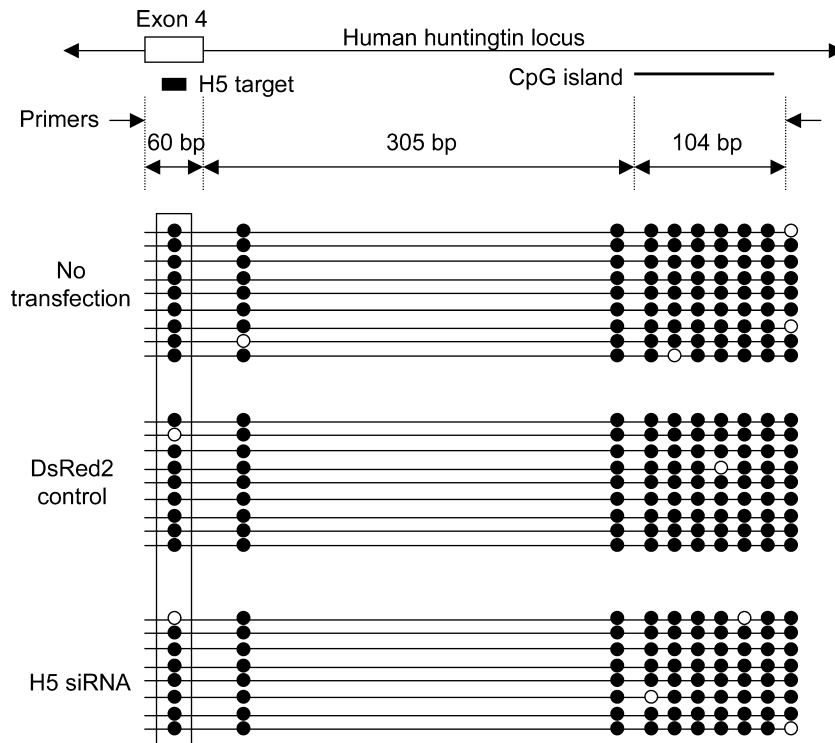 Exon 4
Human huntingtin locus
H5 target
CpG island
Primers
60 bp
305 bp
104 bp
No
transfection
DsRed2
control
H5 siRNA